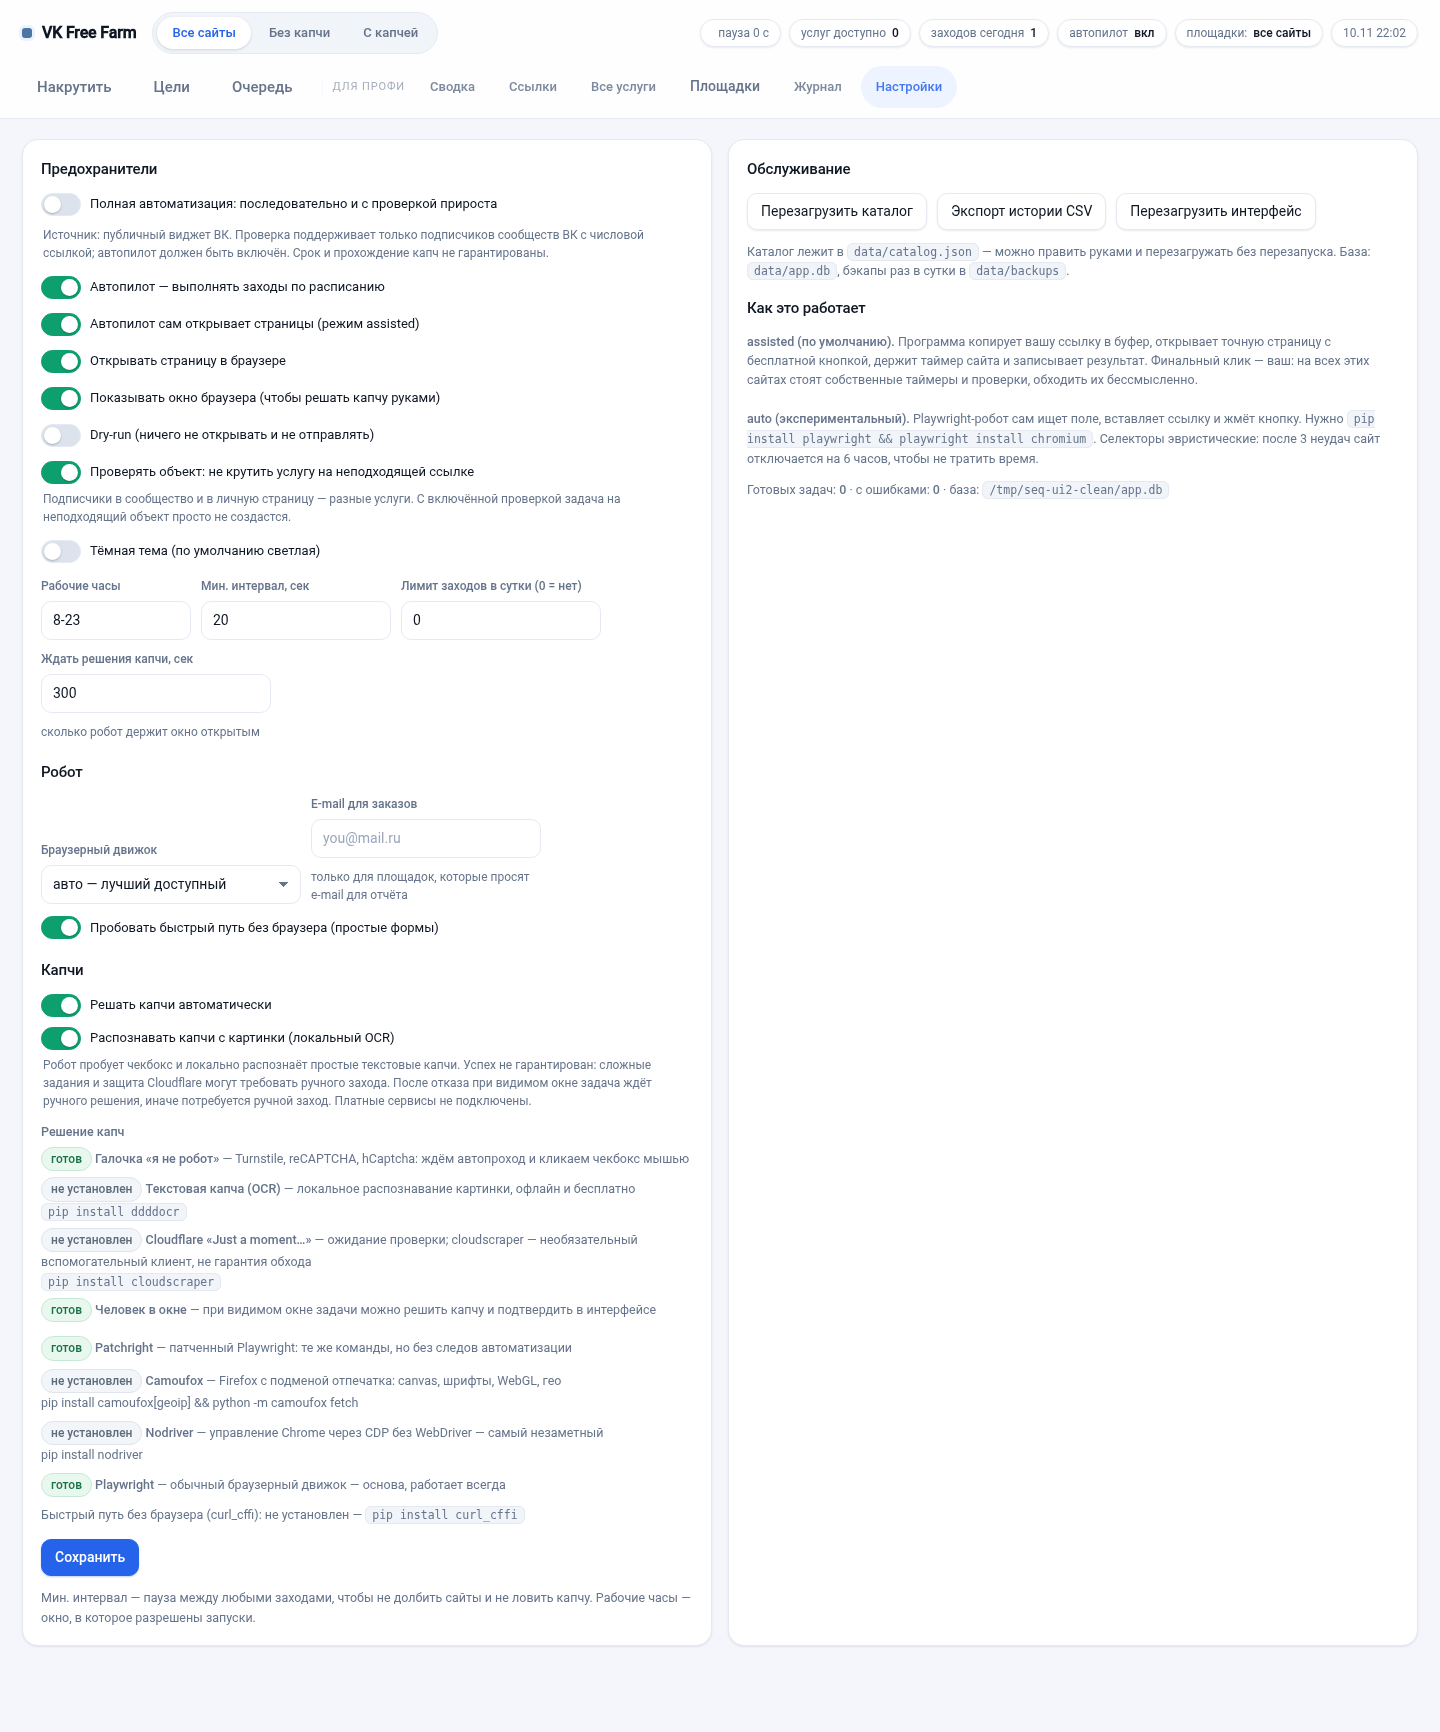 VK Free Farm
Все сайты
Без капчи
С капчей
пауза 0 с
услуг доступно 0
заходов сегодня 1
автопилот вкл
площадки: все сайты
10.11 22:02
Накрутить
Цели
Очередь
ДЛЯ ПРОФИ
Сводка
Ссылки
Все услуги
Площадки
Журнал
Настройки
Предохранители
Полная автоматизация: последовательно и с проверкой прироста
Источник: публичный виджет ВК. Проверка поддерживает только подписчиков сообществ ВК с числовой
ссылкой; автопилот должен быть включён. Срок и прохождение капч не гарантированы.
Автопилот — выполнять заходы по расписанию
Автопилот сам открывает страницы (режим assisted)
Открывать страницу в браузере
Показывать окно браузера (чтобы решать капчу руками)
Dry-run (ничего не открывать и не отправлять)
Проверять объект: не крутить услугу на неподходящей ссылке
Подписчики в сообщество и в личную страницу — разные услуги. С включённой проверкой задача на
неподходящий объект просто не создастся.
Тёмная тема (по умолчанию светлая)
Рабочие часы
Мин. интервал, сек
Лимит заходов в сутки (0 = нет)
8-23
20
0
Ждать решения капчи, сек
300
сколько робот держит окно открытым
Робот
E-mail для заказов
you@mail.ru
Браузерный движок
авто — лучший доступный
только для площадок, которые просят
e-mail для отчёта
Пробовать быстрый путь без браузера (простые формы)
Капчи
Решать капчи автоматически
Распознавать капчи с картинки (локальный OCR)
Робот пробует чекбокс и локально распознаёт простые текстовые капчи. Успех не гарантирован: сложные
задания и защита Cloudflare могут требовать ручного захода. После отказа при видимом окне задача ждёт
ручного решения, иначе потребуется ручной заход. Платные сервисы не подключены.
Решение капч
готов Галочка «я не робот» — Turnstile, reCAPTCHA, hCaptcha: ждём автопроход и кликаем чекбокс мышью
не установлен Текстовая капча (OCR) — локальное распознавание картинки, офлайн и бесплатно
pip install ddddocr
не установлен Cloudflare «Just a moment…» — ожидание проверки; cloudscraper — необязательный
вспомогательный клиент, не гарантия обхода
pip install cloudscraper
готов Человек в окне — при видимом окне задачи можно решить капчу и подтвердить в интерфейсе
готов Patchright — патченный Playwright: те же команды, но без следов автоматизации
не установлен Camoufox — Firefox с подменой отпечатка: canvas, шрифты, WebGL, гео
pip install camoufox[geoip] && python -m camoufox fetch
не установлен Nodriver — управление Chrome через CDP без WebDriver — самый незаметный
pip install nodriver
готов Playwright — обычный браузерный движок — основа, работает всегда
Быстрый путь без браузера (curl_cffi): не установлен — pip install curl_cffi
Сохранить
Мин. интервал — пауза между любыми заходами, чтобы не долбить сайты и не ловить капчу. Рабочие часы —
окно, в которое разрешены запуски.
Обслуживание
Перезагрузить каталог
Экспорт истории CSV
Перезагрузить интерфейс
Каталог лежит в data/catalog.json — можно править руками и перезагружать без перезапуска. База:
data/app.db, бэкапы раз в сутки в data/backups.
Как это работает
assisted (по умолчанию). Программа копирует вашу ссылку в буфер, открывает точную страницу с
бесплатной кнопкой, держит таймер сайта и записывает результат. Финальный клик — ваш: на всех этих
сайтах стоят собственные таймеры и проверки, обходить их бессмысленно.
auto (экспериментальный). Playwright-робот сам ищет поле, вставляет ссылку и жмёт кнопку. Нужно pip
install playwright && playwright install chromium. Селекторы эвристические: после 3 неудач сайт
отключается на 6 часов, чтобы не тратить время.
Готовых задач: 0 · с ошибками: 0 · база: /tmp/seq-ui2-clean/app.db